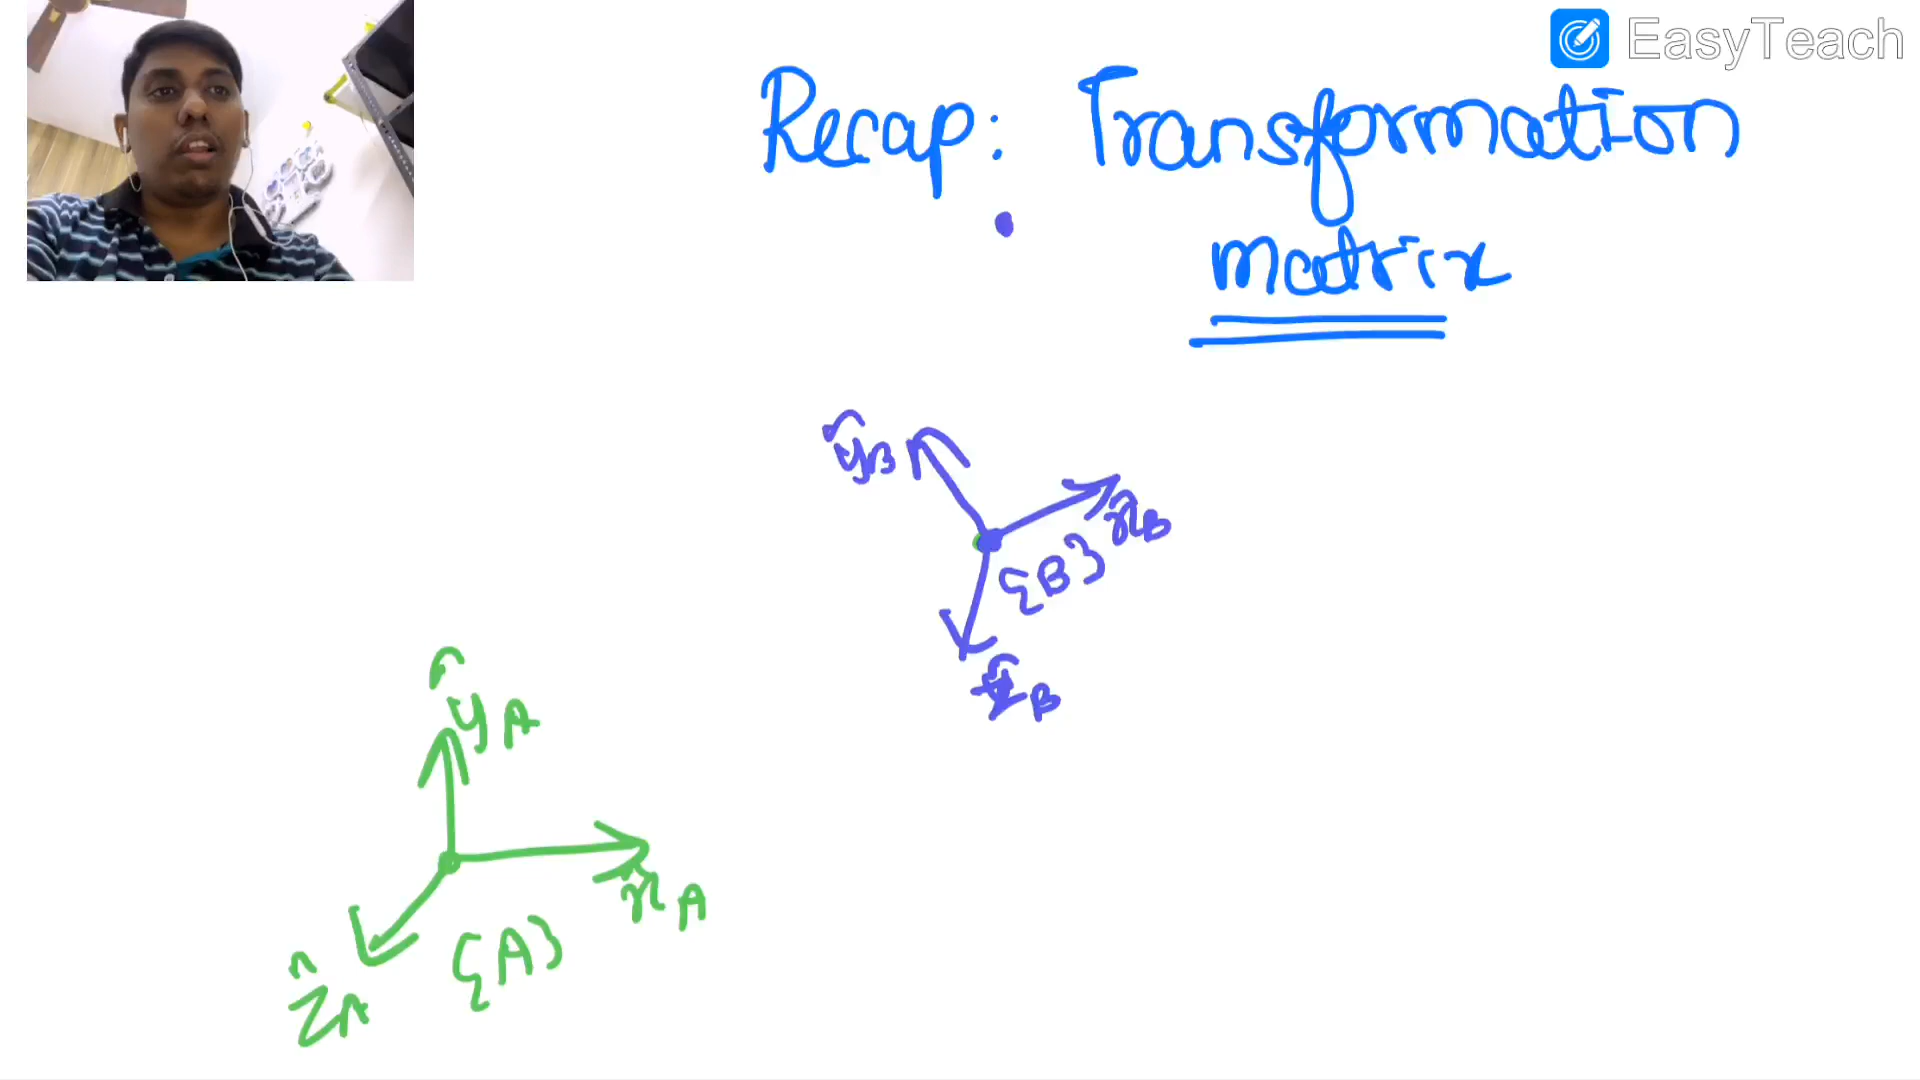 EasyTeach
Recap: Transformation
matrix
ŷB
x̂B
{B}
ẑB
ŷA
x̂A
{A}
ẑA